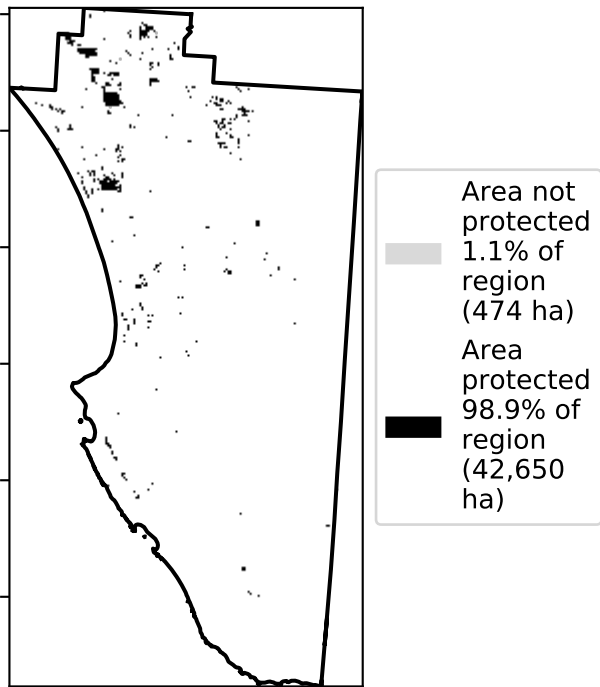 Area not
protected
1.1% of
region
(474 ha)
Area
protected
98.9% of
region
(42,650
ha)